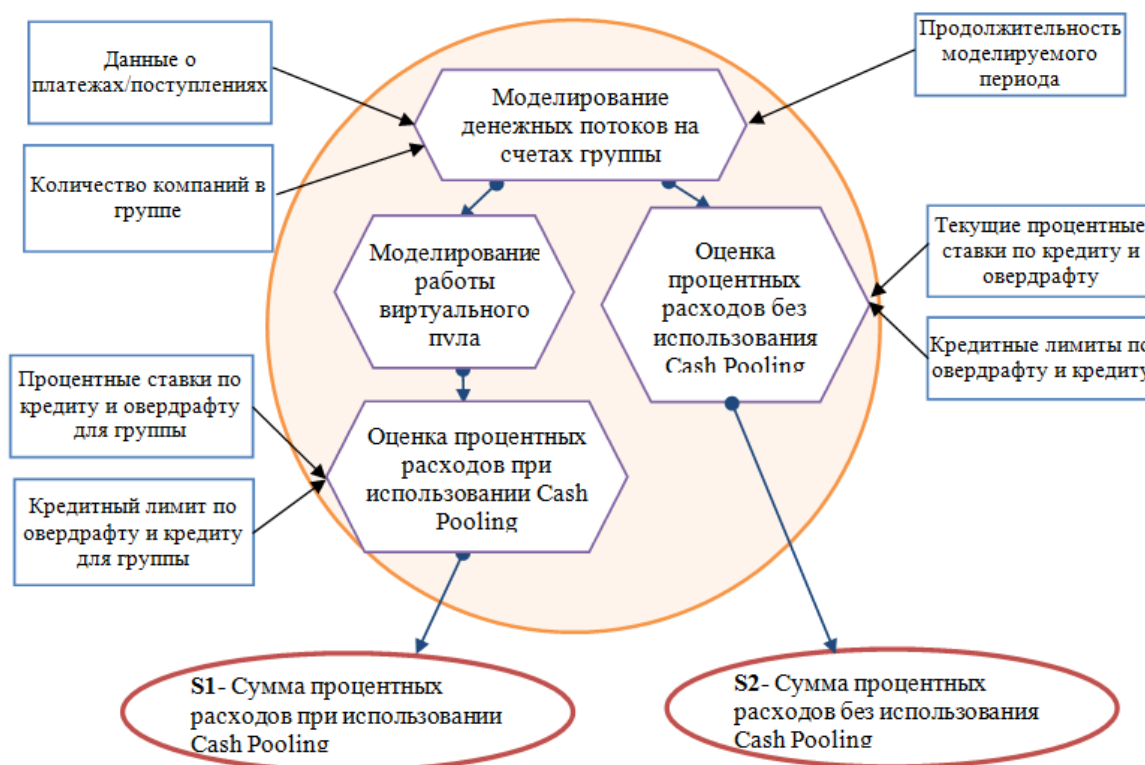 Данные о
платежах/поступлениях
Продолжительность
моделируемого
периода
Моделирование
денежных потоков на
счетах группы
Количество компаний в
группе
Моделирование
работы
виртуального
пула
Оценка
процентных
расходов без
использования
Cash Pooling
Текущие процентные
ставки по кредиту и
овердрафту
Кредитные лимиты по
овердрафту и кредиту
Процентные ставки по
кредиту и овердрафту
для группы
Оценка процентных
расходов при
использовании Cash
Pooling
Кредитный лимит по
овердрафту и кредиту
для группы
S1- Сумма процентных
расходов при использовании
Cash Pooling
S2- Сумма процентных
расходов без использования
Cash Pooling